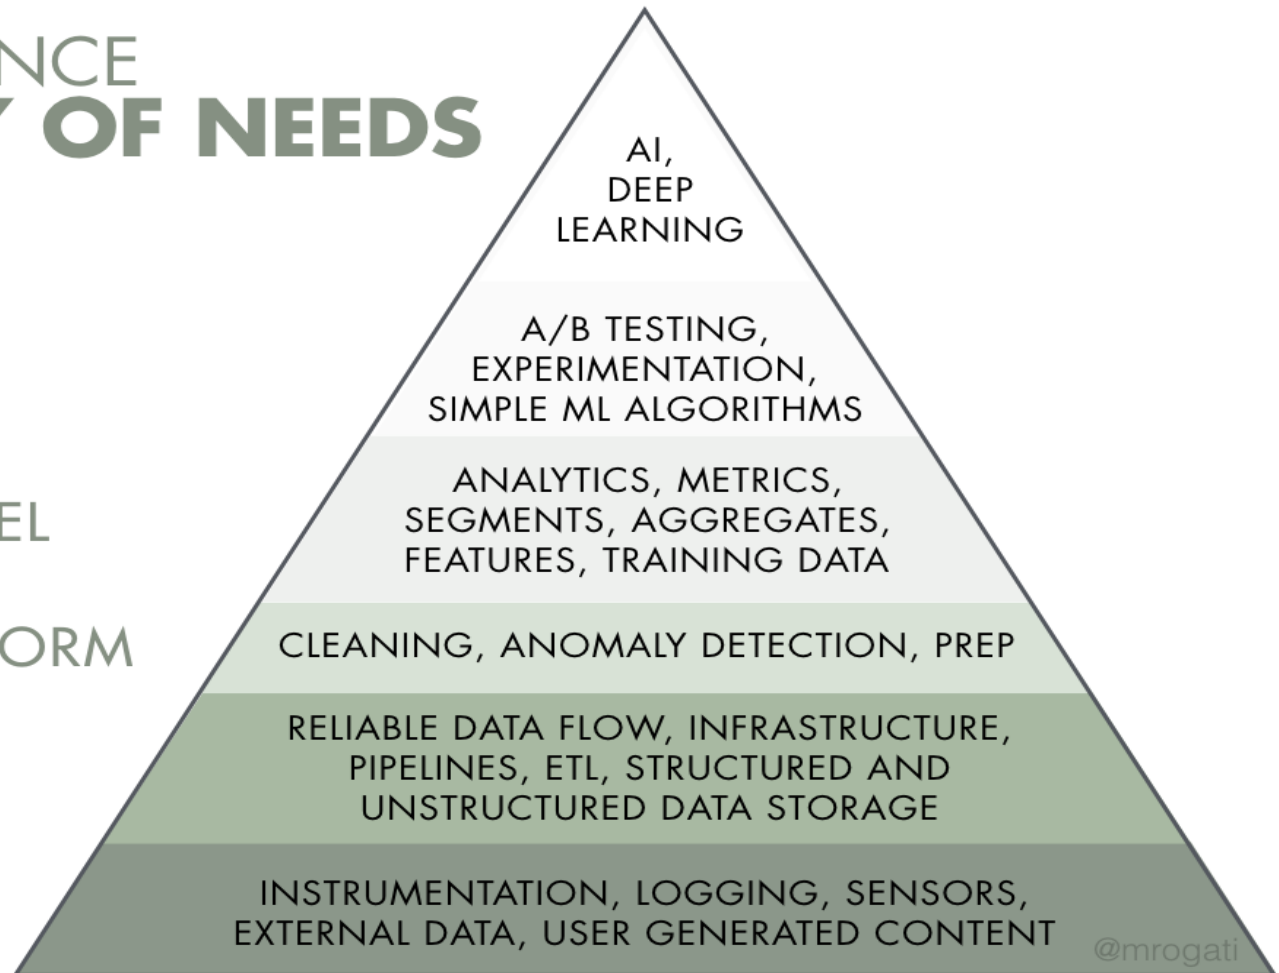 NCE
Y OF NEEDS
AI,
DEEP
LEARNING
A/B TESTING,
EXPERIMENTATION,
SIMPLE ML ALGORITHMS
ANALYTICS, METRICS,
SEGMENTS, AGGREGATES,
FEATURES, TRAINING DATA
EL
ORM
CLEANING, ANOMALY DETECTION, PREP
RELIABLE DATA FLOW, INFRASTRUCTURE,
PIPELINES, ETL, STRUCTURED AND
UNSTRUCTURED DATA STORAGE
INSTRUMENTATION, LOGGING, SENSORS,
EXTERNAL DATA, USER GENERATED CONTENT
@mrogati